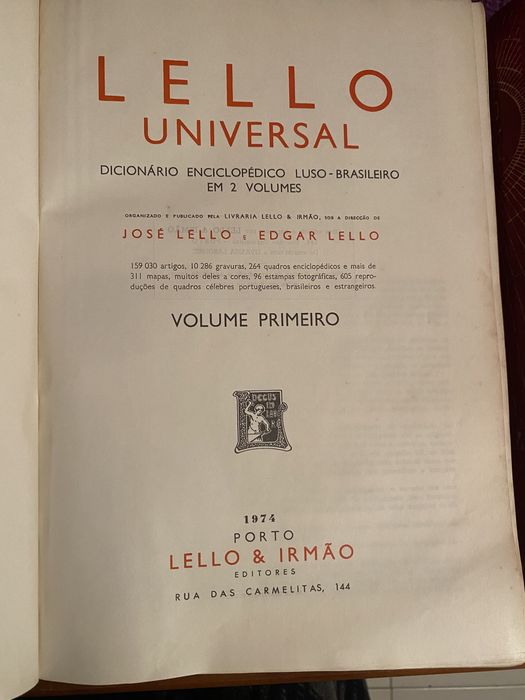 LELLO
UNIVERSAL
DICIONÁRIO ENCICLOPÉDICO LUSO-BRASILEIRO
EM 2 VOLUMES
ORGANIZADO E PUBLICADO PELA LIVRARIA LELLO & IRMÃO, SOB A DIRECÇÃO DE
JOSÉ LELLO E EDGAR LELLO
159 030 artigos, 10 286 gravuras, 264 quadros enciclopédicos e mais de
311 mapas, muitos deles a cores, 96 estampas fotográficas, 605 repro-
duções de quadros célebres portugueses, brasileiros e estrangeiros
VOLUME PRIMEIRO
DECUS
IN
LABO
1974
PORTO
LELLO & IRMÃO
EDITORES
RUA DAS CARMELITAS, 144